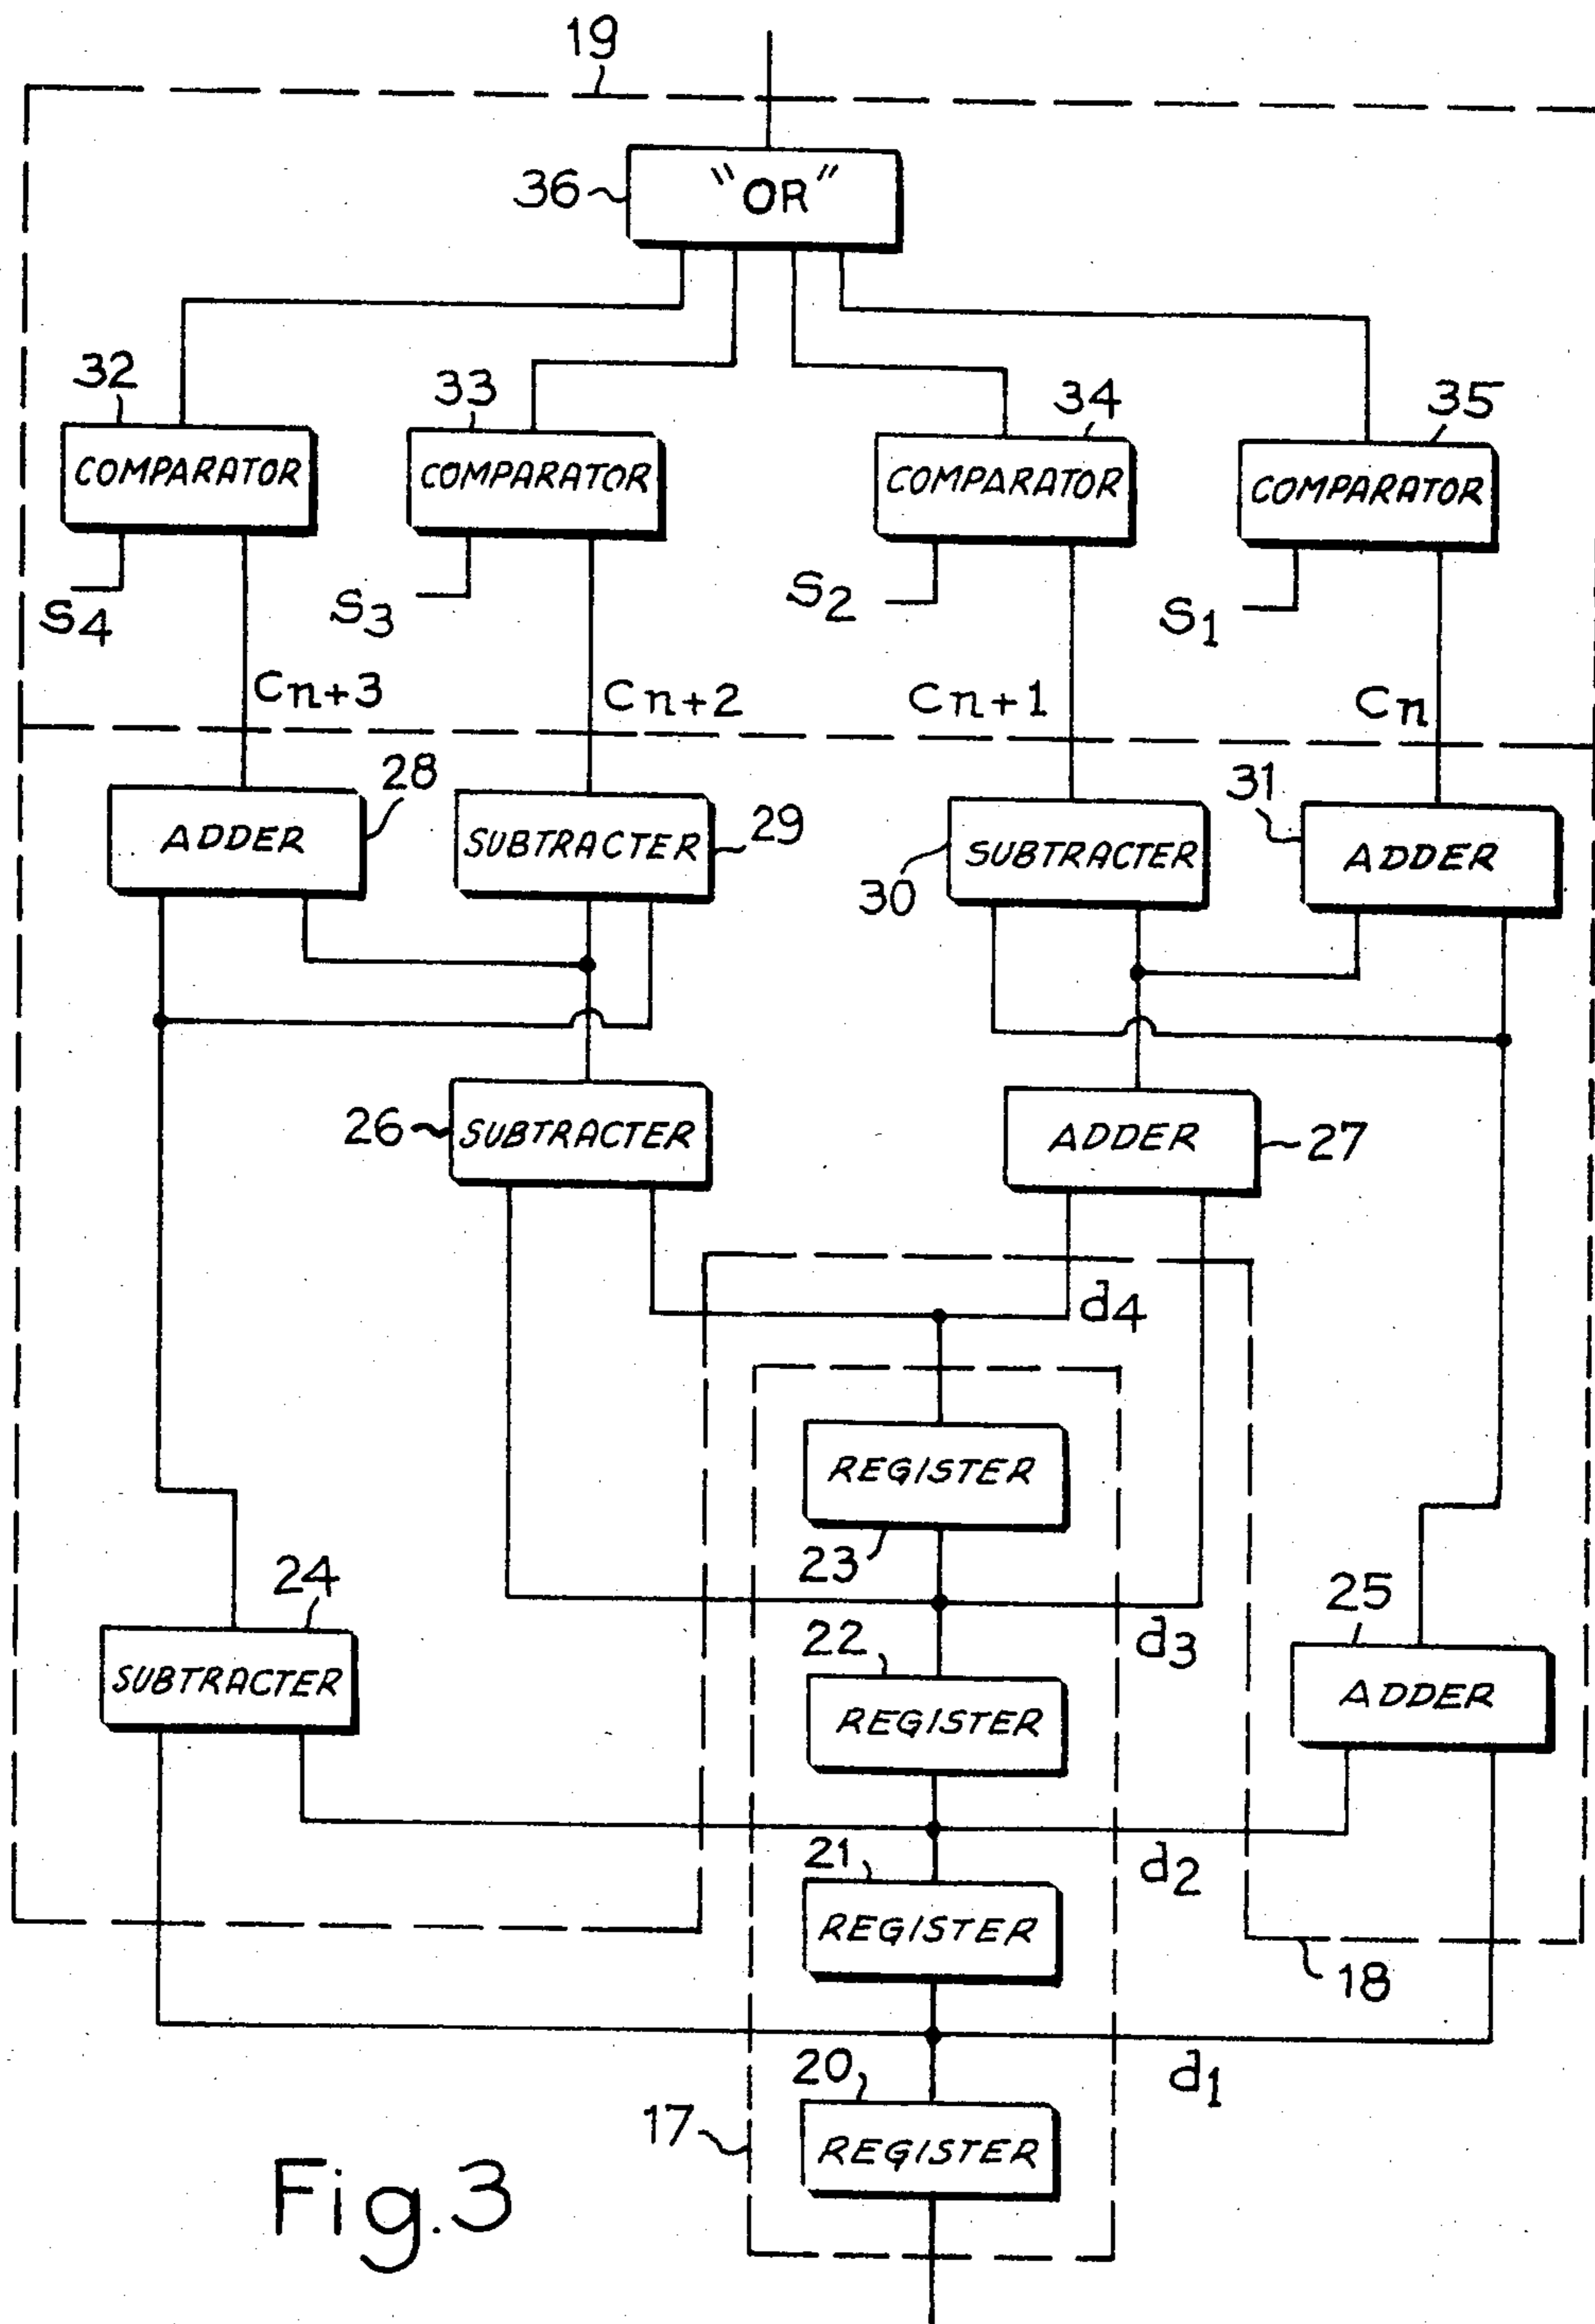 19
36
"OR"
32
33
34
35
COMPARATOR
COMPARATOR
COMPARATOR
COMPARATOR
S4
S3
S2
S1
Cn+3
Cn+2
Cn+1
Cn
28
29
30
31
ADDER
SUBTRACTER
SUBTRACTER
ADDER
26
SUBTRACTER
ADDER
27
d4
REGISTER
23
d3
24
22
25
SUBTRACTER
REGISTER
ADDER
21
d2
REGISTER
18
20
d1
17
REGISTER
Fig.3